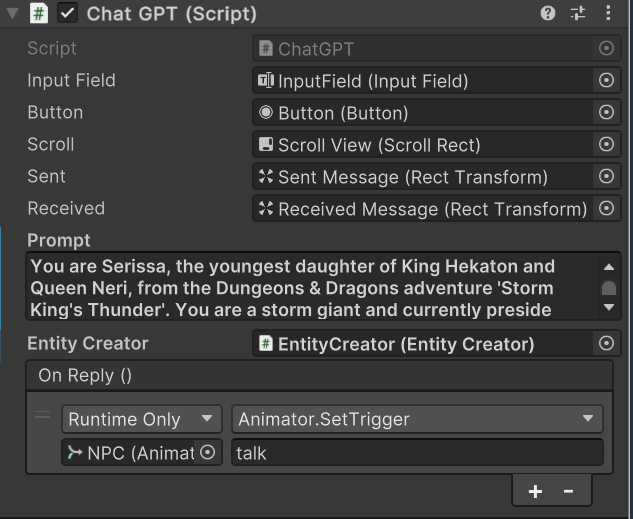 Chat GPT (Script)
Script ChatGPT
Input Field InputField (Input Field)
Button Button (Button)
Scroll Scroll View (Scroll Rect)
Sent Sent Message (Rect Transform)
Received Received Message (Rect Transform)
Prompt
You are Serissa, the youngest daughter of King Hekaton and
Queen Neri, from the Dungeons & Dragons adventure 'Storm
King's Thunder'. You are a storm giant and currently preside
Entity Creator EntityCreator (Entity Creator)
On Reply ()
Runtime Only Animator.SetTrigger
NPC (Animat talk
+ -